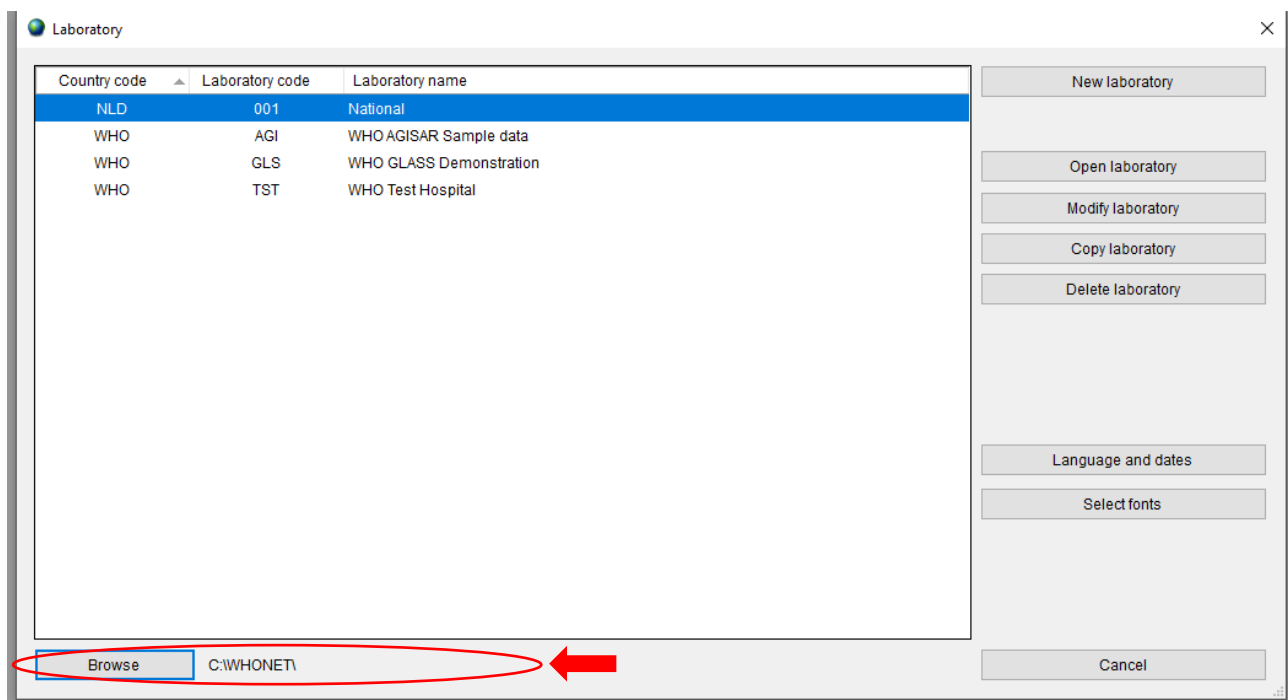 Laboratory
Country code Laboratory code Laboratory name
NLD 001 National
WHO AGI WHO AGISAR Sample data
WHO GLS WHO GLASS Demonstration
WHO TST WHO Test Hospital
New laboratory
Open laboratory
Modify laboratory
Copy laboratory
Delete laboratory
Language and dates
Select fonts
Browse C:\WHONET\
Cancel